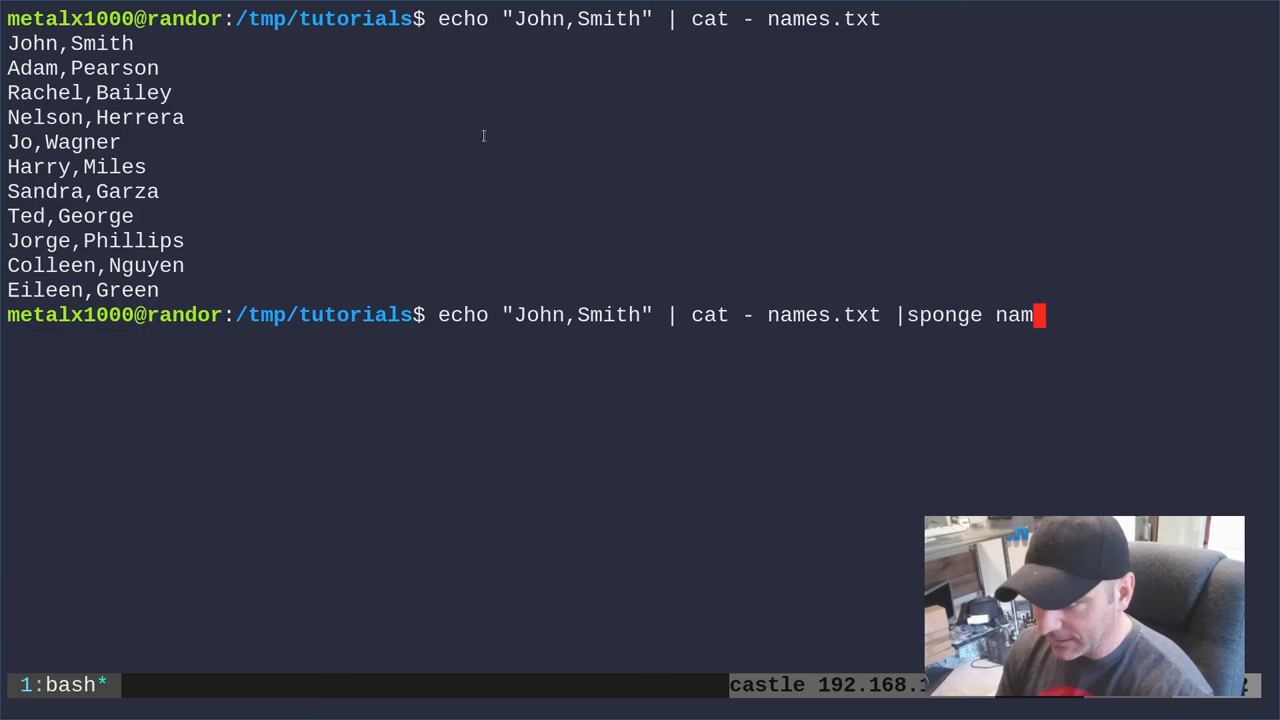 metalx1000@randor:/tmp/tutorials$ echo "John,Smith" | cat - names.txt
John,Smith
Adam,Pearson
Rachel,Bailey
Nelson,Herrera
Jo,Wagner
Harry,Miles
Sandra,Garza
Ted,George
Jorge,Phillips
Colleen,Nguyen
Eileen,Green
metalx1000@randor:/tmp/tutorials$ echo "John,Smith" | cat - names.txt |sponge nam
1:bash* castle 192.168.